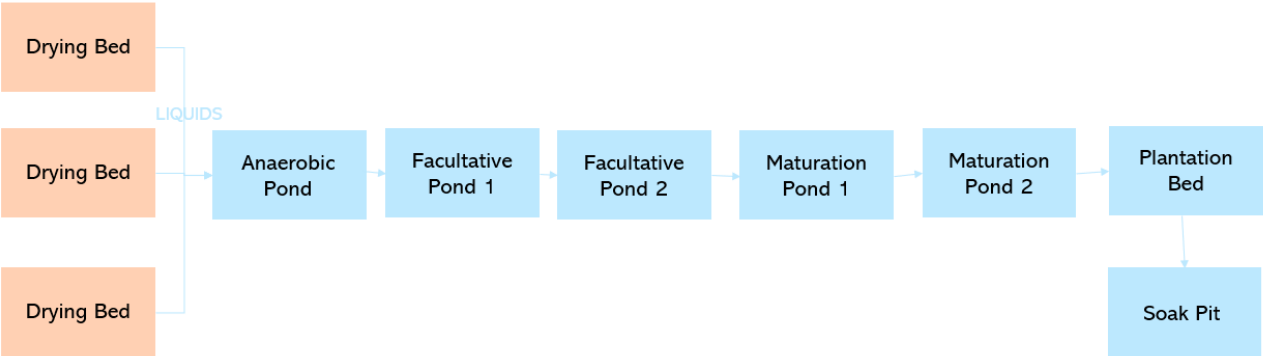 Drying Bed
LIQUIDS
Drying Bed
Drying Bed
Anaerobic
Pond
Facultative
Pond 1
Facultative
Pond 2
Maturation
Pond 1
Maturation
Pond 2
Plantation
Bed
Soak Pit